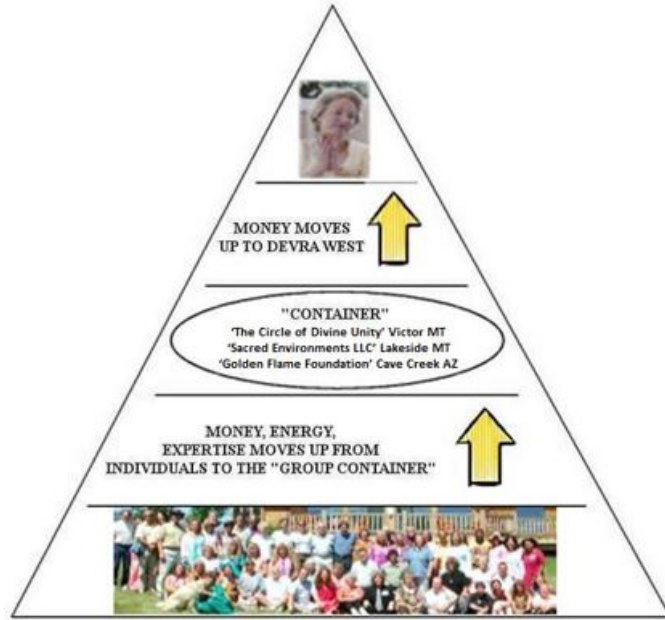 MONEY MOVES
UP TO DEVRA WEST
"CONTAINER"
'The Circle of Divine Unity' Victor MT
'Sacred Environments LLC' Lakeside MT
'Golden Flame Foundation' Cave Creek AZ
MONEY, ENERGY,
EXPERTISE MOVES UP FROM
INDIVIDUALS TO THE "GROUP CONTAINER"